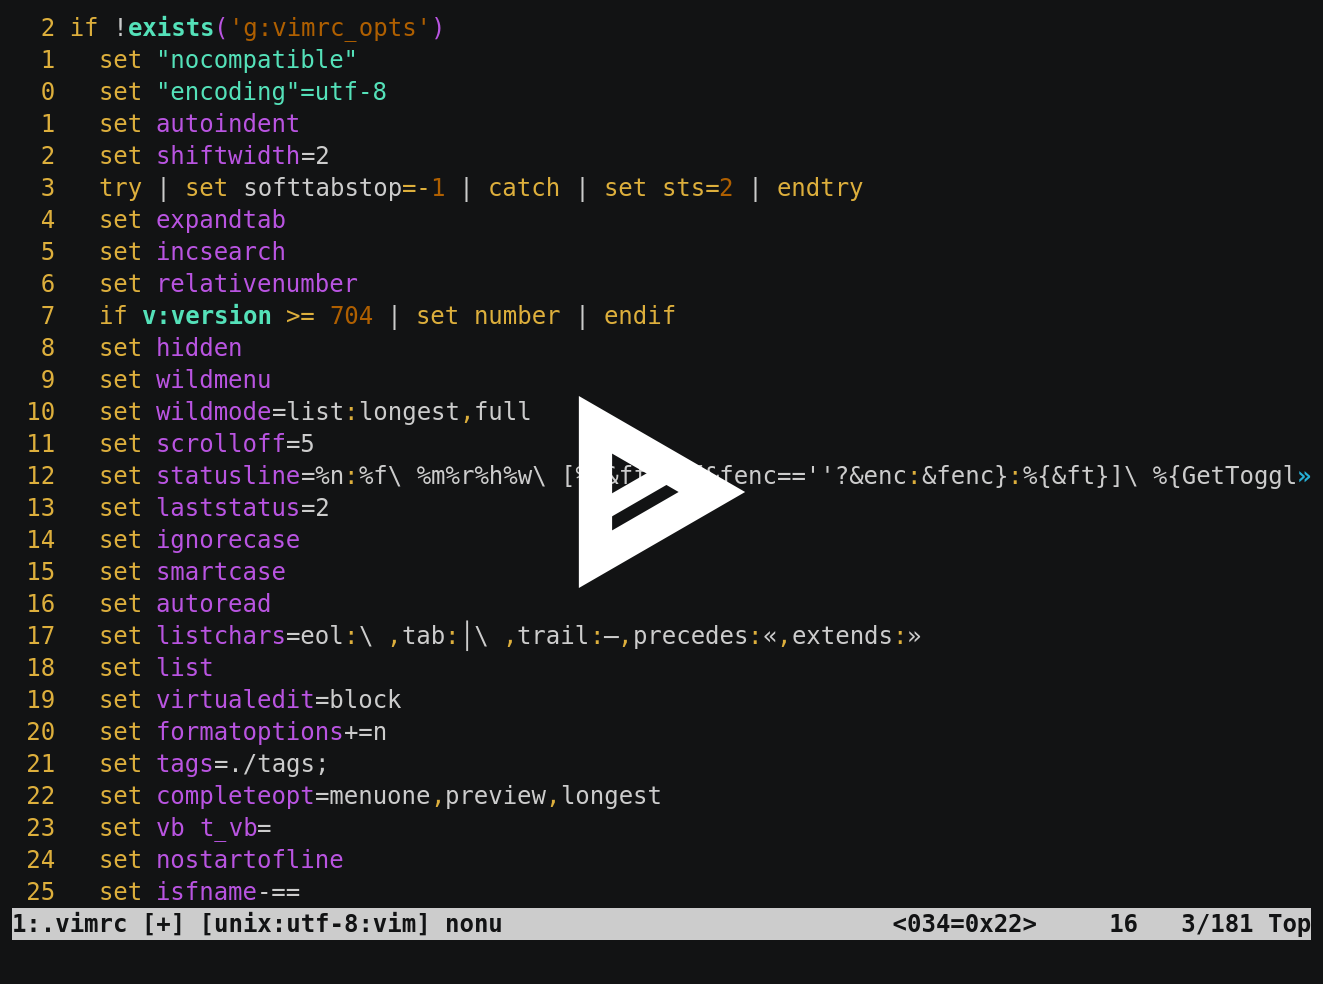 2 if !exists('g:vimrc_opts')
1   set "nocompatible"
0   set "encoding"=utf-8
1   set autoindent
2   set shiftwidth=2
3   try | set softtabstop=-1 | catch | set sts=2 | endtry
4   set expandtab
5   set incsearch
6   set relativenumber
7   if v:version >= 704 | set number | endif
8   set hidden
9   set wildmenu
10   set wildmode=list:longest,full
11   set scrolloff=5
12   set statusline=%n:%f\ %m%r%h%w\ [ &fenc==''?&enc:&fenc}:%{&ft}]\ %{GetToggl»
13   set laststatus=2
14   set ignorecase
15   set smartcase
16   set autoread
17   set listchars=eol:\ ,tab:│\ ,trail:–,precedes:«,extends:»
18   set list
19   set virtualedit=block
20   set formatoptions+=n
21   set tags=./tags;
22   set completeopt=menuone,preview,longest
23   set vb t_vb=
24   set nostartofline
25   set isfname-==
1:.vimrc [+] [unix:utf-8:vim] nonu <034=0x22> 16 3/181 Top